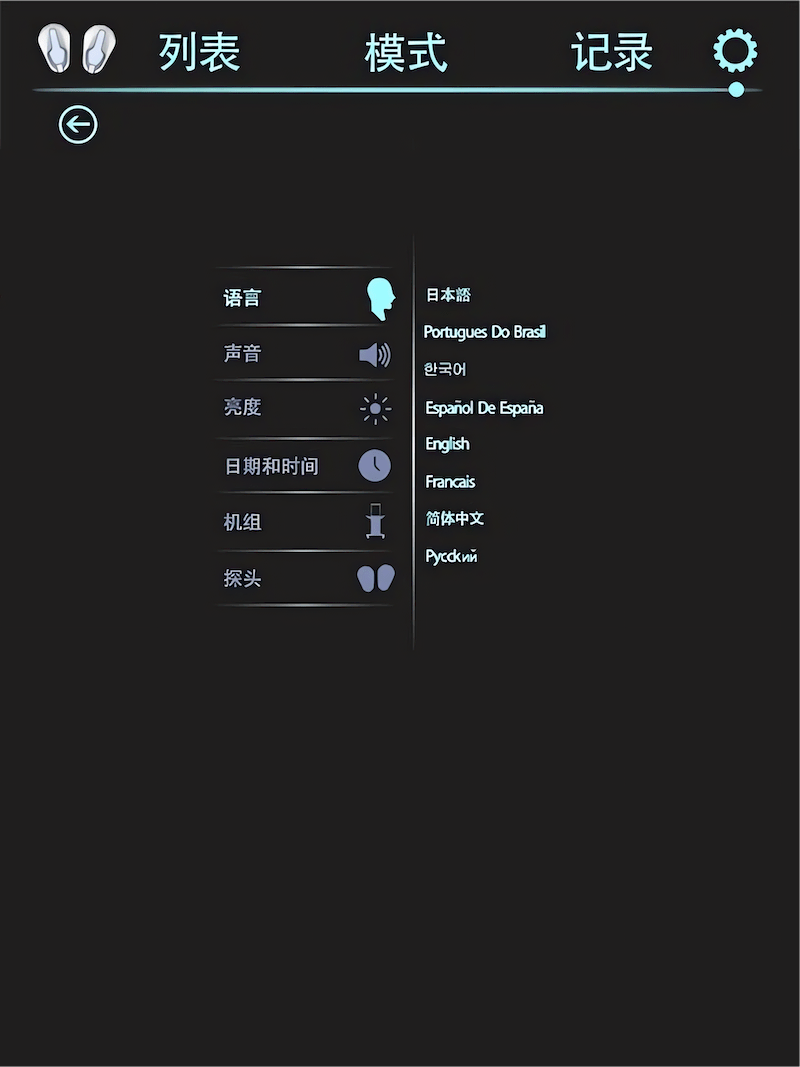 列表 模式 记录
语言
声音
亮度
日期和时间
机组
探头
日本語
Portugues Do Brasil
한국어
Español De España
English
Francais
简体中文
Русский